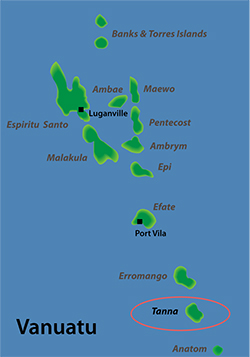 Banks & Torres Islands
Ambae
Maewo
Luganville
Espiritu Santo
Pentecost
Malakula
Ambrym
Epi
Efate
Port Vila
Erromango
Tanna
Vanuatu
Anatom